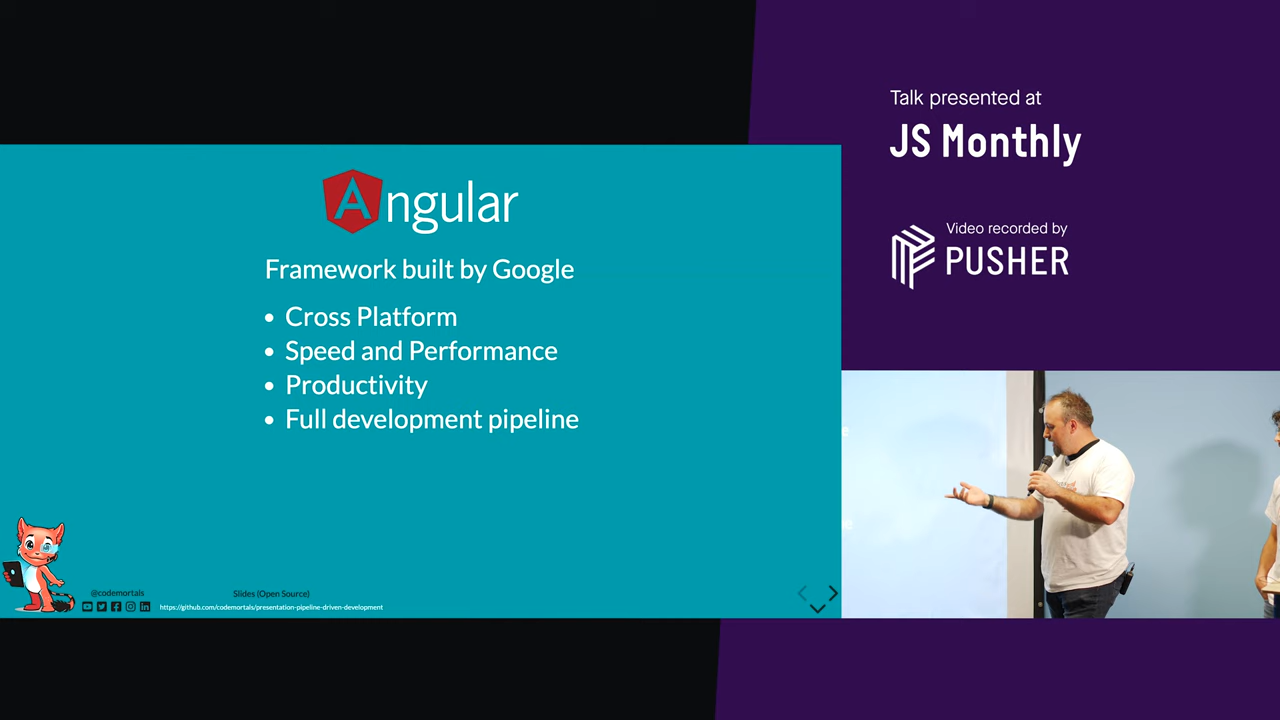 Talk presented at
JS Monthly
Video recorded by
PUSHER
Angular
Framework built by Google
• Cross Platform
• Speed and Performance
• Productivity
• Full development pipeline
@codemortals
Slides (Open Source)
https://github.com/codemortals/presentation-pipeline-driven-development
e
e